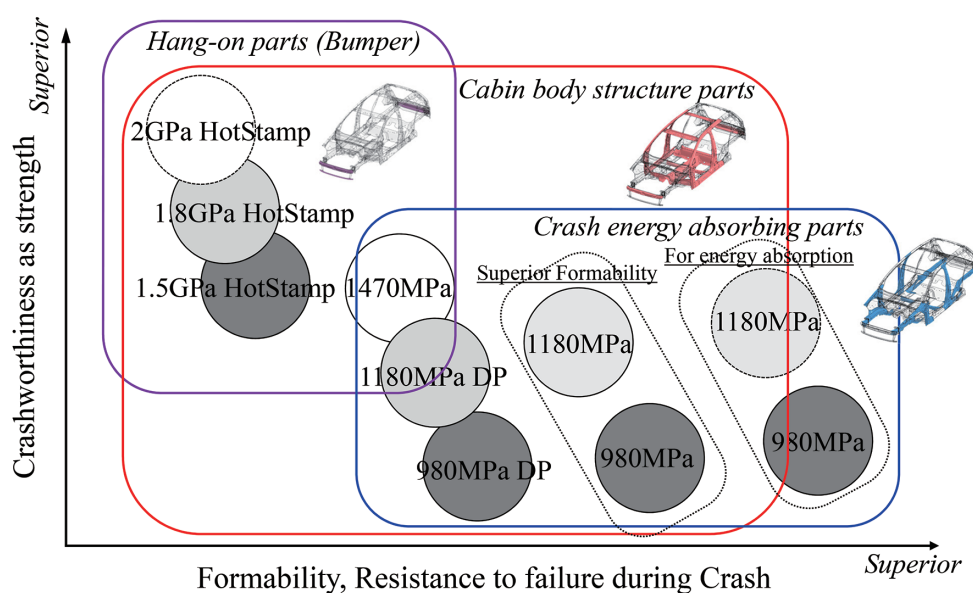 Superior
Hang-on parts (Bumper)
Cabin body structure parts
2GPa HotStamp
1.8GPa HotStamp
Crash energy absorbing parts
For energy absorption
Superior Formability
1.5GPa HotStamp
1470MPa
1180MPa
1180MPa
1180MPa DP
980MPa
980MPa
980MPa DP
Crashworthiness as strength
Superior
Formability, Resistance to failure during Crash